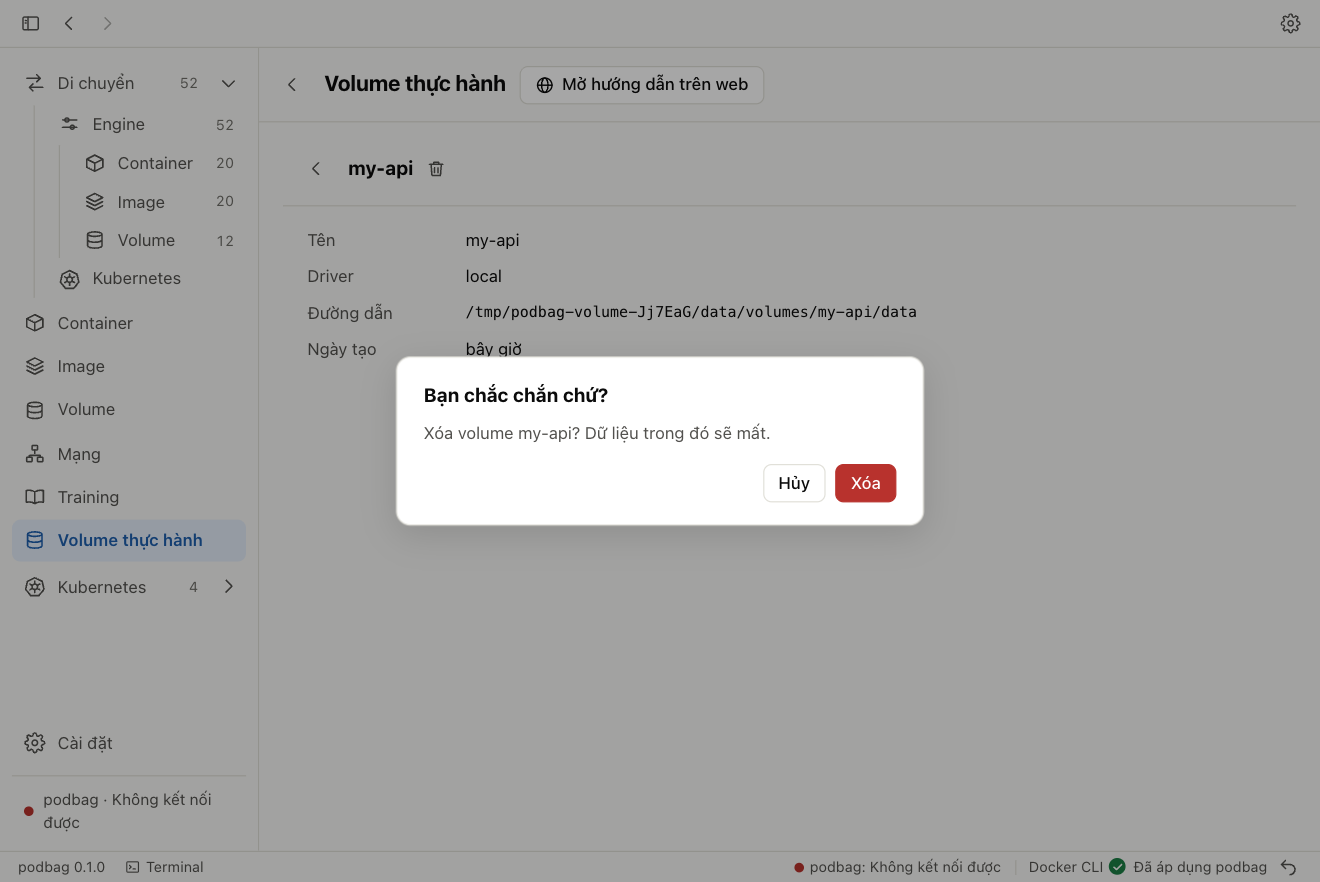 Di chuyển 52
Engine 52
Container 20
Image 20
Volume 12
Kubernetes
Container
Image
Volume
Mạng
Training
Volume thực hành
Kubernetes 4
Cài đặt
podbag · Không kết nối
được
Volume thực hành
Mở hướng dẫn trên web
my-api
Tên my-api
Driver local
Đường dẫn /tmp/podbag-volume-Jj7EaG/data/volumes/my-api/data
Ngày tạo bây giờ
Bạn chắc chắn chứ?
Xóa volume my-api? Dữ liệu trong đó sẽ mất.
Hủy Xóa
podbag 0.1.0 Terminal podbag: Không kết nối được Docker CLI Đã áp dụng podbag